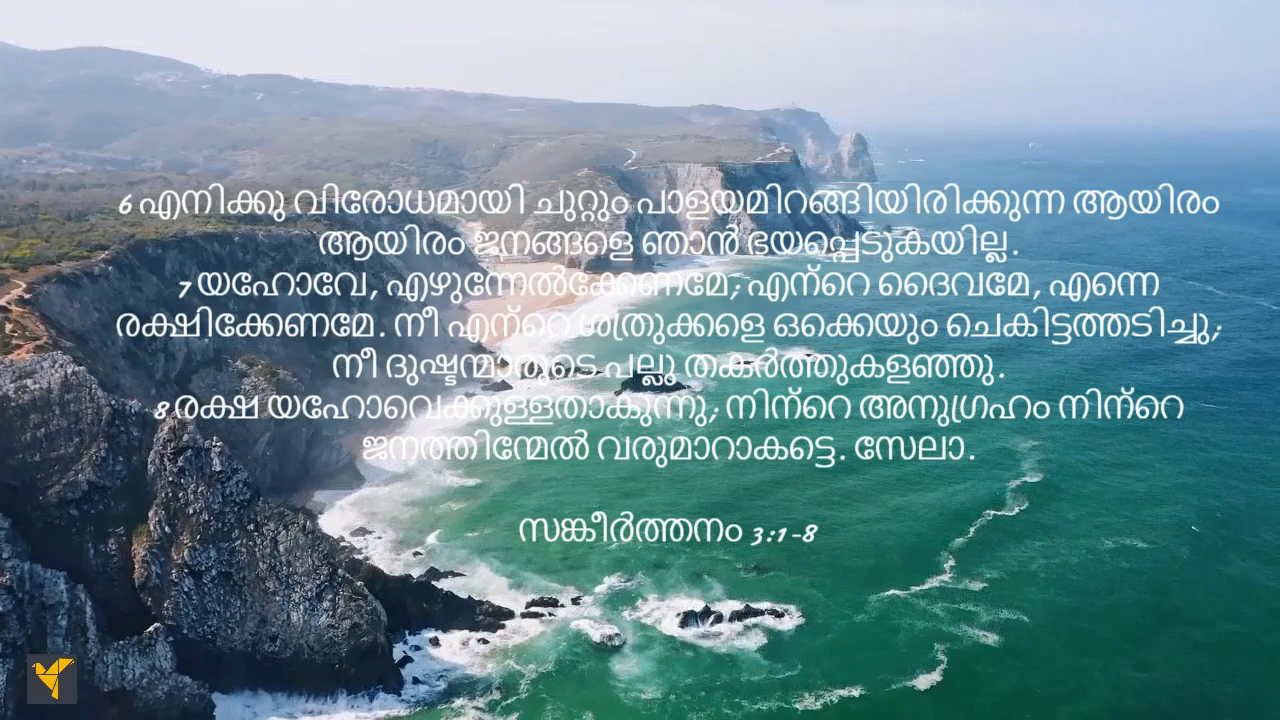 6 എനിക്കു വിരോധമായി ചുറ്റും പാളയമിറങ്ങിയിരിക്കുന്ന ആയിരം
ആയിരം ജനങ്ങളെ ഞാൻ ഭയപ്പെടുകയില്ല.
7 യഹോവേ, എഴുന്നേൽക്കേണമേ; എന്റെ ദൈവമേ, എന്നെ
രക്ഷിക്കേണമേ. നീ എന്റെ ശത്രുക്കളെ ഒക്കെയും ചെകിട്ടത്തടിച്ചു;
നീ ദുഷ്ടന്മാരുടെ പല്ലു തകർത്തുകളഞ്ഞു.
8 രക്ഷ യഹോവെക്കുള്ളതാകുന്നു; നിന്റെ അനുഗ്രഹം നിന്റെ
ജനത്തിന്മേൽ വരുമാറാകട്ടെ. സേലാ.
സങ്കീർത്തനം 3:1-8